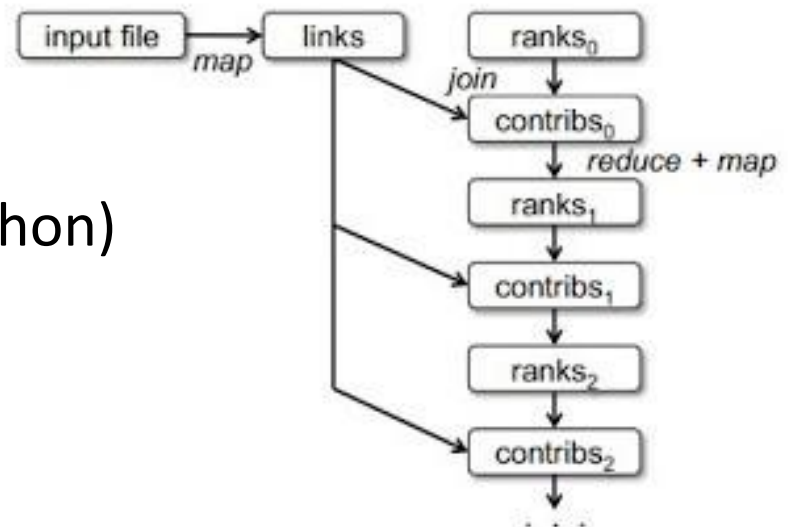 input file
map
links
ranks₀
join
contribs₀
reduce + map
ranks₁
hon)
contribs₁
ranks₂
contribs₂